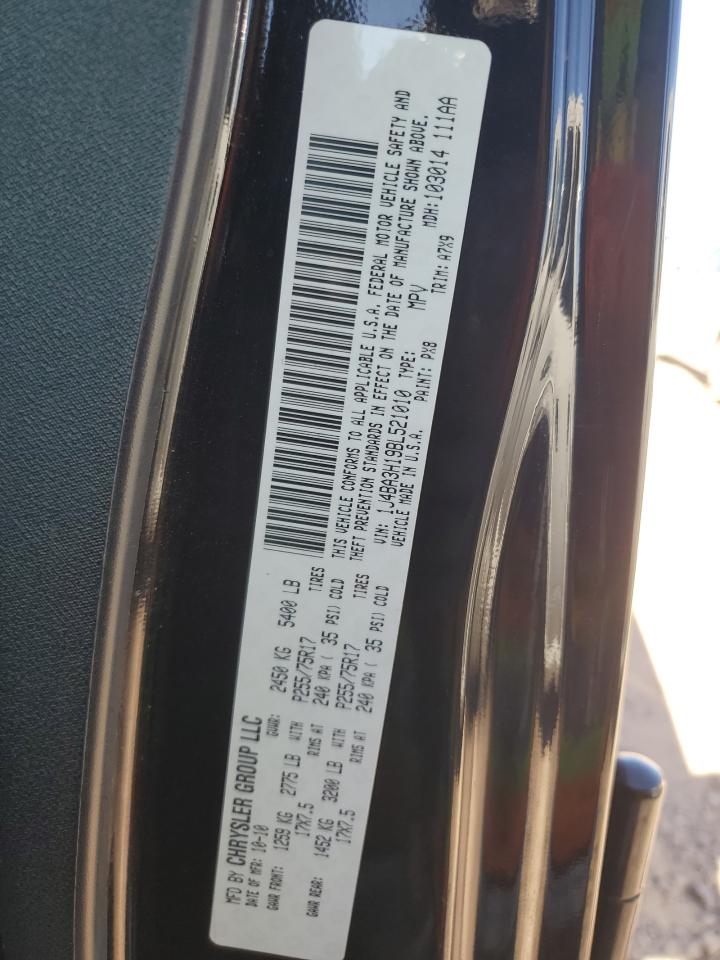 MFD BY CHRYSLER GROUP LLC
DATE OF MFR: 10-10 GVWR: 2450 KG 5400 LB
GAWR FRONT: 1259 KG 2775 LB WITH P255/75R17 TIRES
17X7.5 RIMS AT 240 KPA ( 35 PSI) COLD
GAWR REAR: 1452 KG 3200 LB WITH P255/75R17 TIRES
17X7.5 RIMS AT 240 KPA ( 35 PSI) COLD
THIS VEHICLE CONFORMS TO ALL APPLICABLE U.S.A. FEDERAL MOTOR VEHICLE SAFETY AND
THEFT PREVENTION STANDARDS IN EFFECT ON THE DATE OF MANUFACTURE SHOWN ABOVE.
VIN: 1J4BA3H19BL521010 TYPE: MPV MDH: 103014 111AA
VEHICLE MADE IN U.S.A. PAINT: PX8 TRIM: A7X9